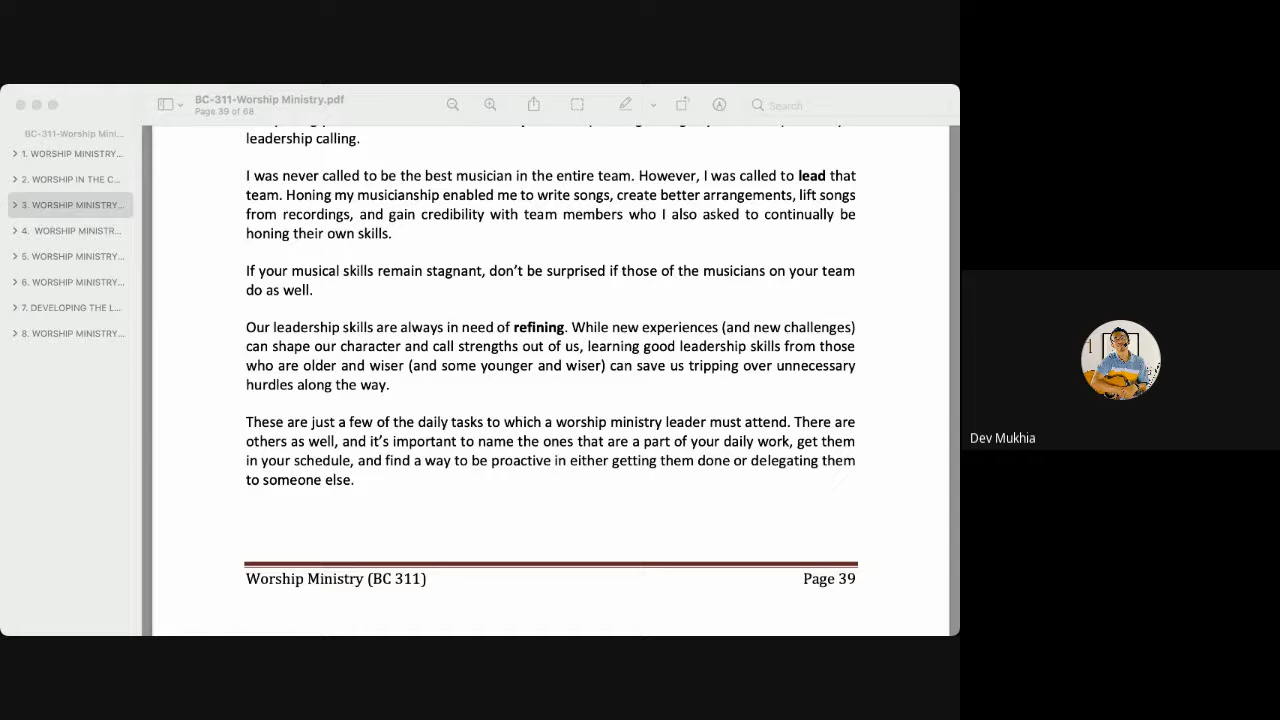 BC-311-Worship Ministry.pdf
Page 39 of 68
Search
BC-311-Worship Mini...
1. WORSHIP MINISTRY...
2. WORSHIP IN THE C...
3. WORSHIP MINISTRY...
4. WORSHIP MINISTR...
5. WORSHIP MINISTRY...
6. WORSHIP MINISTRY...
7. DEVELOPING THE L...
8. WORSHIP MINISTRY...
leadership calling.
I was never called to be the best musician in the entire team. However, I was called to lead that
team. Honing my musicianship enabled me to write songs, create better arrangements, lift songs
from recordings, and gain credibility with team members who I also asked to continually be
honing their own skills.
If your musical skills remain stagnant, don't be surprised if those of the musicians on your team
do as well.
Our leadership skills are always in need of refining. While new experiences (and new challenges)
can shape our character and call strengths out of us, learning good leadership skills from those
who are older and wiser (and some younger and wiser) can save us tripping over unnecessary
hurdles along the way.
These are just a few of the daily tasks to which a worship ministry leader must attend. There are
others as well, and it's important to name the ones that are a part of your daily work, get them
in your schedule, and find a way to be proactive in either getting them done or delegating them
to someone else.
Worship Ministry (BC 311)
Page 39
Dev Mukhia